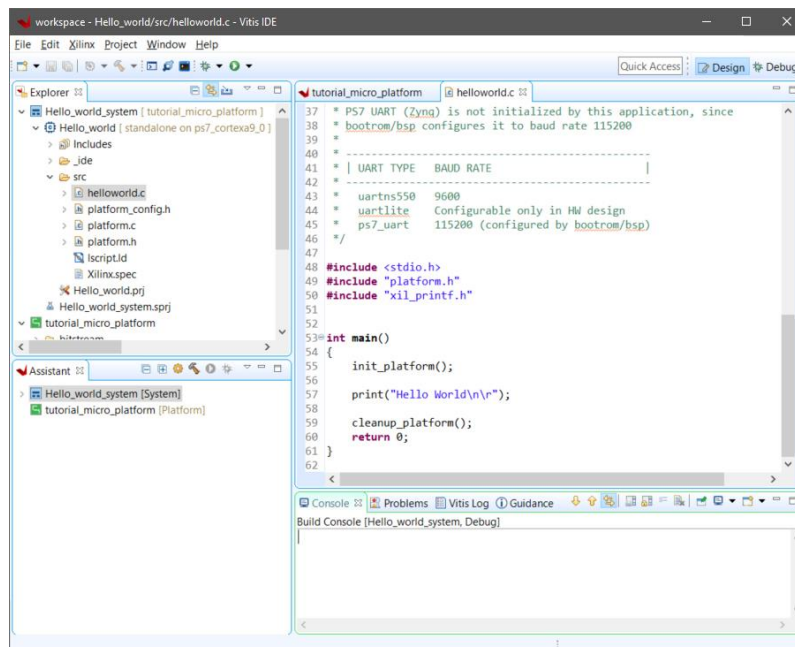 workspace - Hello_world/src/helloworld.c - Vitis IDE
File Edit Xilinx Project Window Help
Quick Access
Design
Debug
Explorer
Hello_world_system [ tutorial_micro_platform ]
Hello_world [ standalone on ps7_cortexa9_0 ]
Includes
_ide
src
helloworld.c
platform_config.h
platform.c
platform.h
lscript.ld
Xilinx.spec
Hello_world.prj
Hello_world_system.sprj
tutorial_micro_platform
bitstream
Assistant
Hello_world_system [System]
tutorial_micro_platform [Platform]
tutorial_micro_platform helloworld.c
37 * PS7 UART (Zynq) is not initialized by this application, since
38 * bootrom/bsp configures it to baud rate 115200
39 *
40 * ------------------------------------------------
41 * | UART TYPE BAUD RATE |
42 * ------------------------------------------------
43 * uartns550 9600
44 * uartlite Configurable only in HW design
45 * ps7_uart 115200 (configured by bootrom/bsp)
46 */
47
48 #include <stdio.h>
49 #include "platform.h"
50 #include "xil_printf.h"
51
52
53 int main()
54 {
55 init_platform();
56
57 print("Hello World\n\r");
58
59 cleanup_platform();
60 return 0;
61 }
62
Console Problems Vitis Log Guidance
Build Console [Hello_world_system, Debug]